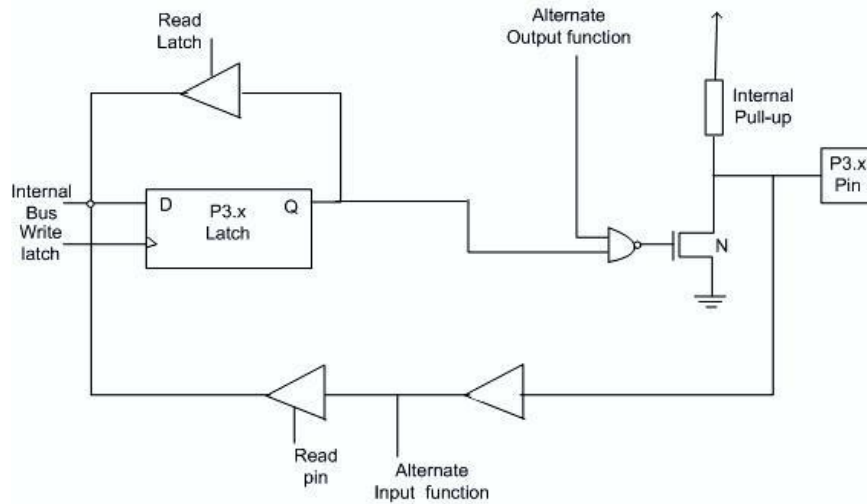 Read
Latch
Alternate
Output function
Internal
Pull-up
P3.x
Pin
Internal
Bus
Write
latch
D
P3.x
Latch
Q
N
Read
pin
Alternate
Input function